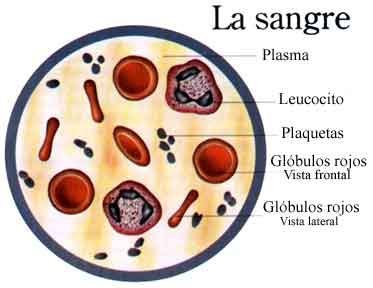 La sangre
Plasma
Leucocito
Plaquetas
Glóbulos rojos
Vista frontal
Glóbulos rojos
Vista lateral